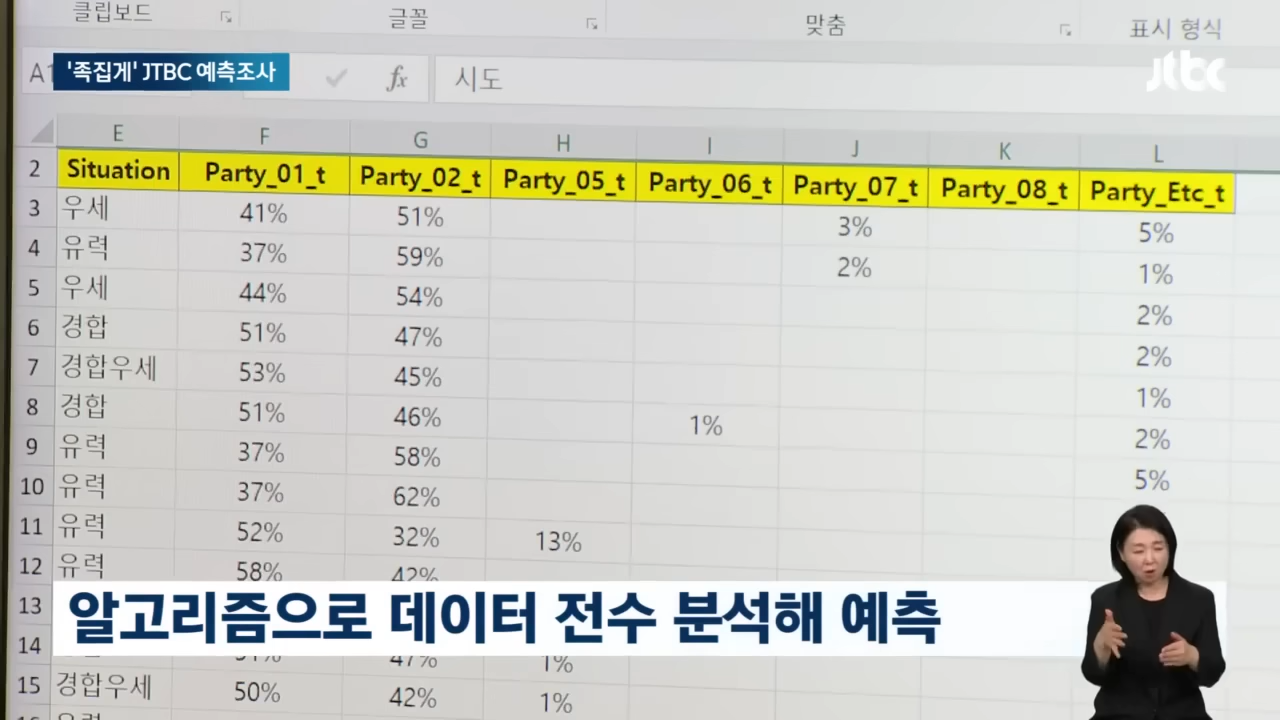 클립보드 글꼴 맞춤 표시 형식
'족집게' JTBC 예측조사
jtbc
fx 시도
E F G H I J K L
2 Situation Party_01_t Party_02_t Party_05_t Party_06_t Party_07_t Party_08_t Party_Etc_t
3 우세 41% 51% 3% 5%
4 유력 37% 59% 2% 1%
5 우세 44% 54% 2%
6 경합 51% 47% 2%
7 경합우세 53% 45% 1%
8 경합 51% 46% 1% 2%
9 유력 37% 58% 5%
10 유력 37% 62%
11 유력 52% 32% 13%
12 유력 58% 42%
13
알고리즘으로 데이터 전수 분석해 예측
14 47% 1%
15 경합우세 50% 42% 1%